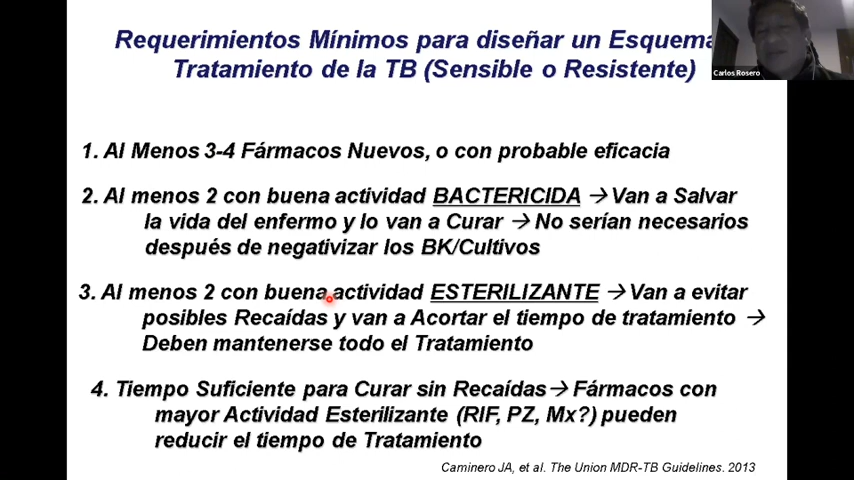 Requerimientos Mínimos para diseñar un Esquema
Carlos Rosero
Tratamiento de la TB (Sensible o Resistente)
1. Al Menos 3-4 Fármacos Nuevos, o con probable eficacia
2. Al menos 2 con buena actividad BACTERICIDA → Van a Salvar
la vida del enfermo y lo van a Curar → No serían necesarios
después de negativizar los BK/Cultivos
3. Al menos 2 con buena actividad ESTERILIZANTE → Van a evitar
posibles Recaídas y van a Acortar el tiempo de tratamiento →
Deben mantenerse todo el Tratamiento
4. Tiempo Suficiente para Curar sin Recaídas→ Fármacos con
mayor Actividad Esterilizante (RIF, PZ, Mx?) pueden
reducir el tiempo de Tratamiento
Caminero JA, et al. The Union MDR-TB Guidelines. 2013